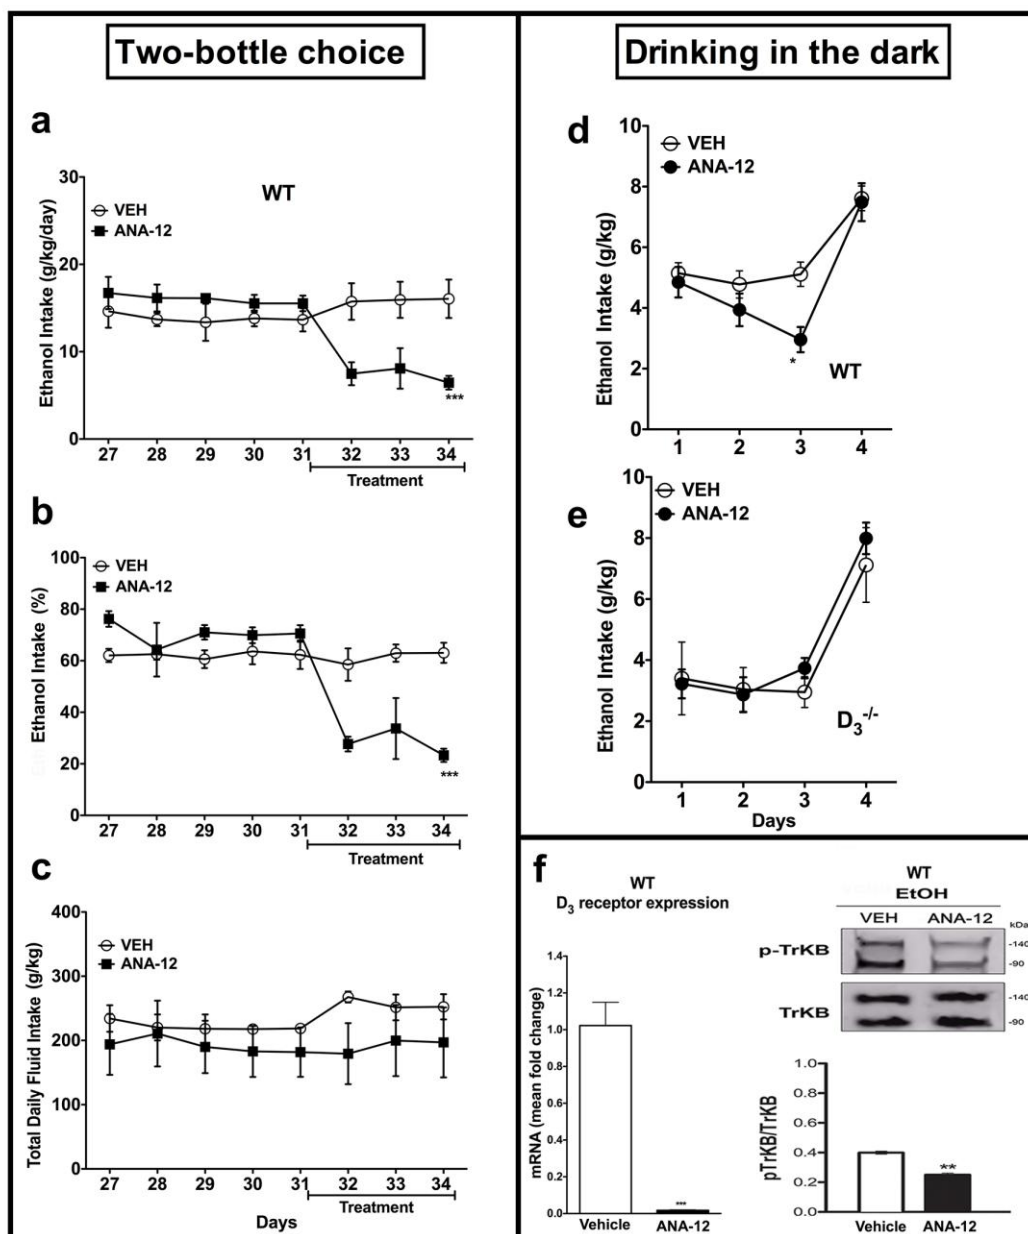 Two-bottle choice
a
WT
VEH
ANA-12
Ethanol Intake (g/kg/day)
30
20
10
0
27 28 29 30 31 32 33 34
Treatment
***
b
VEH
ANA-12
Ethanol Intake (%)
100
80
60
40
20
0
27 28 29 30 31 32 33 34
Treatment
***
c
VEH
ANA-12
Total Daily Fluid Intake (g/kg)
400
300
200
100
0
27 28 29 30 31 32 33 34
Treatment
Days
Drinking in the dark
d
VEH
ANA-12
Ethanol Intake (g/kg)
10
8
6
4
2
0
*
WT
1 2 3 4
e
VEH
ANA-12
Ethanol Intake (g/kg)
10
8
6
4
2
0
D3-/-
1 2 3 4
Days
f
WT
D3 receptor expression
mRNA (mean fold change)
1.4
1.2
1.0
0.8
0.6
0.4
0.2
0.0
***
Vehicle ANA-12
WT
EtOH
VEH ANA-12
kDa
p-TrKB
-140
-90
TrKB
-140
-90
pTrKB/TrKB
1.0
0.8
0.6
0.4
0.2
0.0
**
Vehicle ANA-12